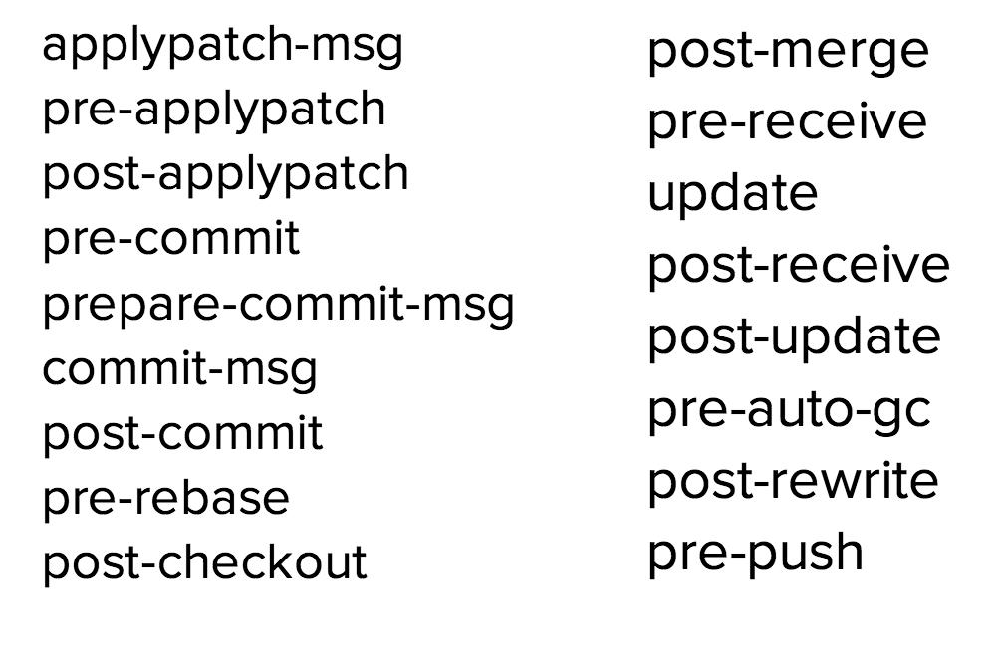 applypatch-msg
pre-applypatch
post-applypatch
pre-commit
prepare-commit-msg
commit-msg
post-commit
pre-rebase
post-checkout
post-merge
pre-receive
update
post-receive
post-update
pre-auto-gc
post-rewrite
pre-push